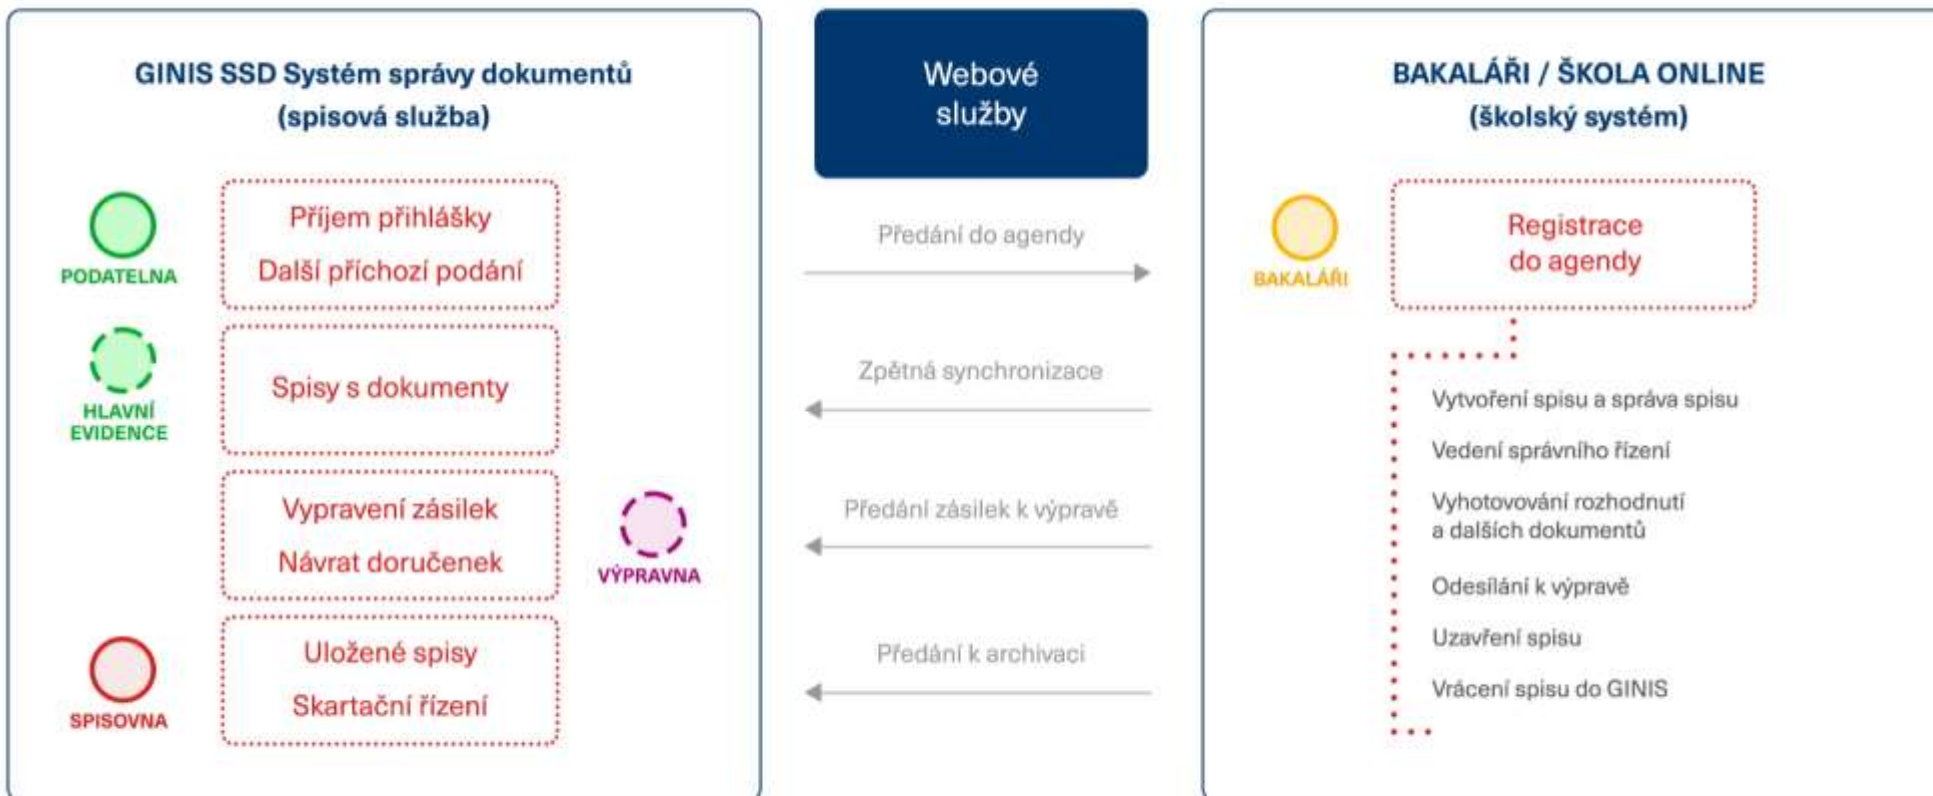 GINIS SSD Systém správy dokumentů
(spisová služba)
PODATELNA
Příjem přihlášky
Další příchozí podání
HLAVNÍ
EVIDENCE
Spisy s dokumenty
Vypravení zásilek
Návrat doručenek
VÝPRAVNA
SPISOVNA
Uložené spisy
Skartační řízení
Webové
služby
Předání do agendy
Zpětná synchronizace
Předání zásilek k výpravě
Předání k archivaci
BAKALÁŘI / ŠKOLA ONLINE
(školský systém)
BAKALÁŘI
Registrace
do agendy
Vytvoření spisu a správa spisu
Vedení správního řízení
Vyhotovování rozhodnutí
a dalších dokumentů
Odesílání k výpravě
Uzavření spisu
Vrácení spisu do GINIS